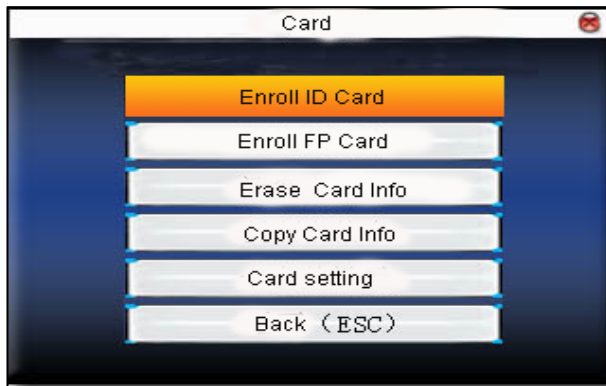 Card
Enroll ID Card
Enroll FP Card
Erase Card Info
Copy Card Info
Card setting
Back（ESC）